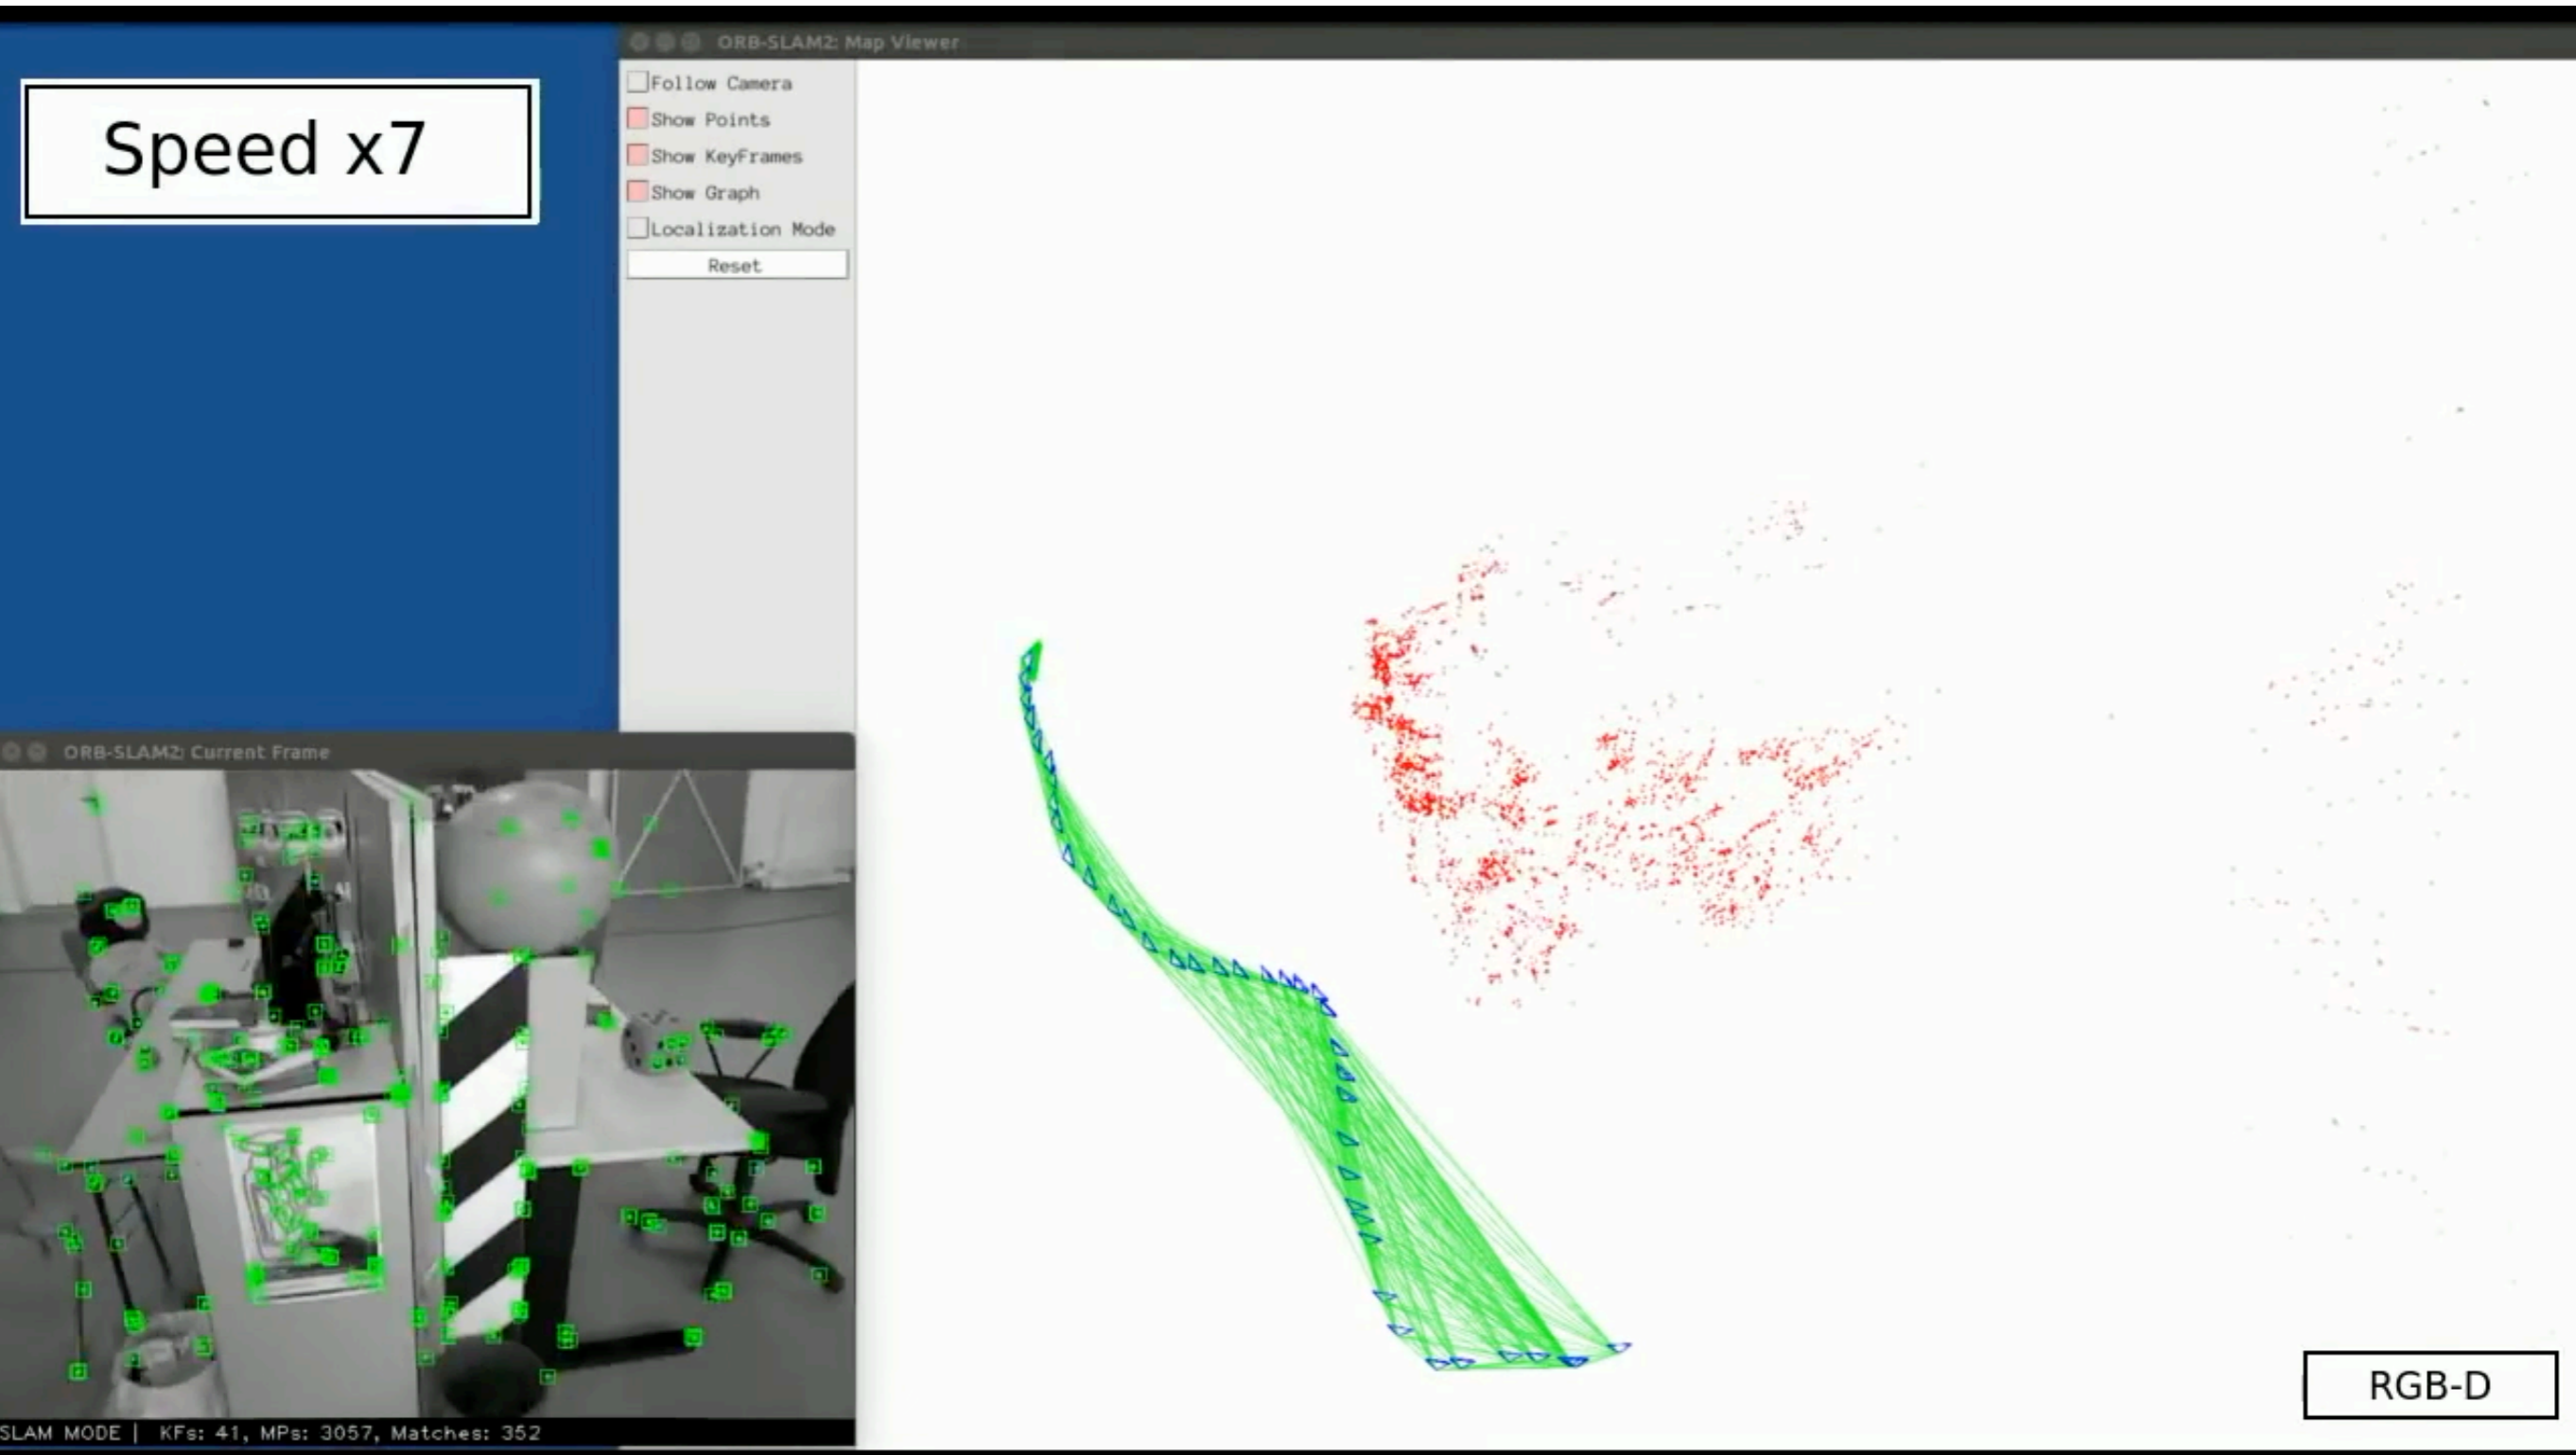 Speed x7
ORB-SLAM2: Map Viewer
Follow Camera
Show Points
Show KeyFrames
Show Graph
Localization Mode
Reset
ORB-SLAM2: Current Frame
SLAM MODE | KFs: 41, MPs: 3057, Matches: 352
RGB-D